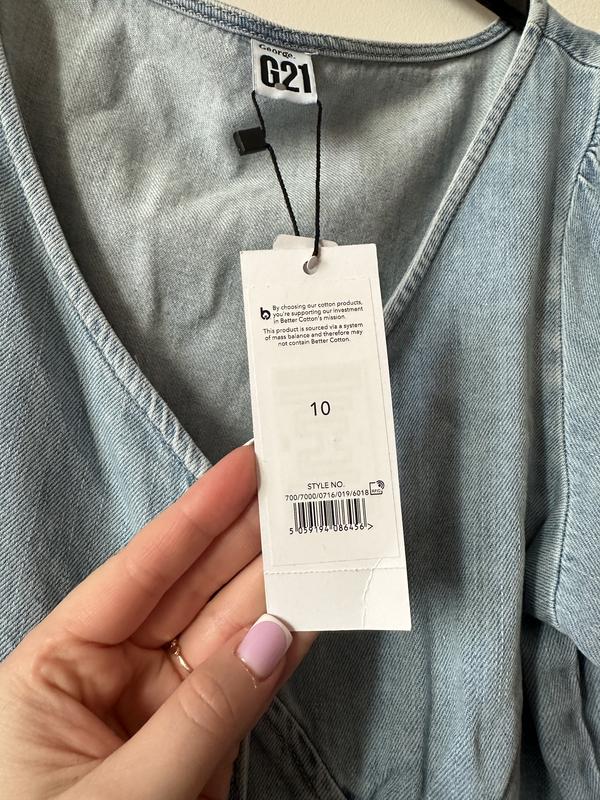 George.
G21
By choosing our cotton products,
you're supporting our investment
in Better Cotton's mission.
This product is sourced via a system
of mass balance and therefore may
not contain Better Cotton.
10
STYLE NO.
700/7000/0716/019/6018
RFID
5 059194 086456 >